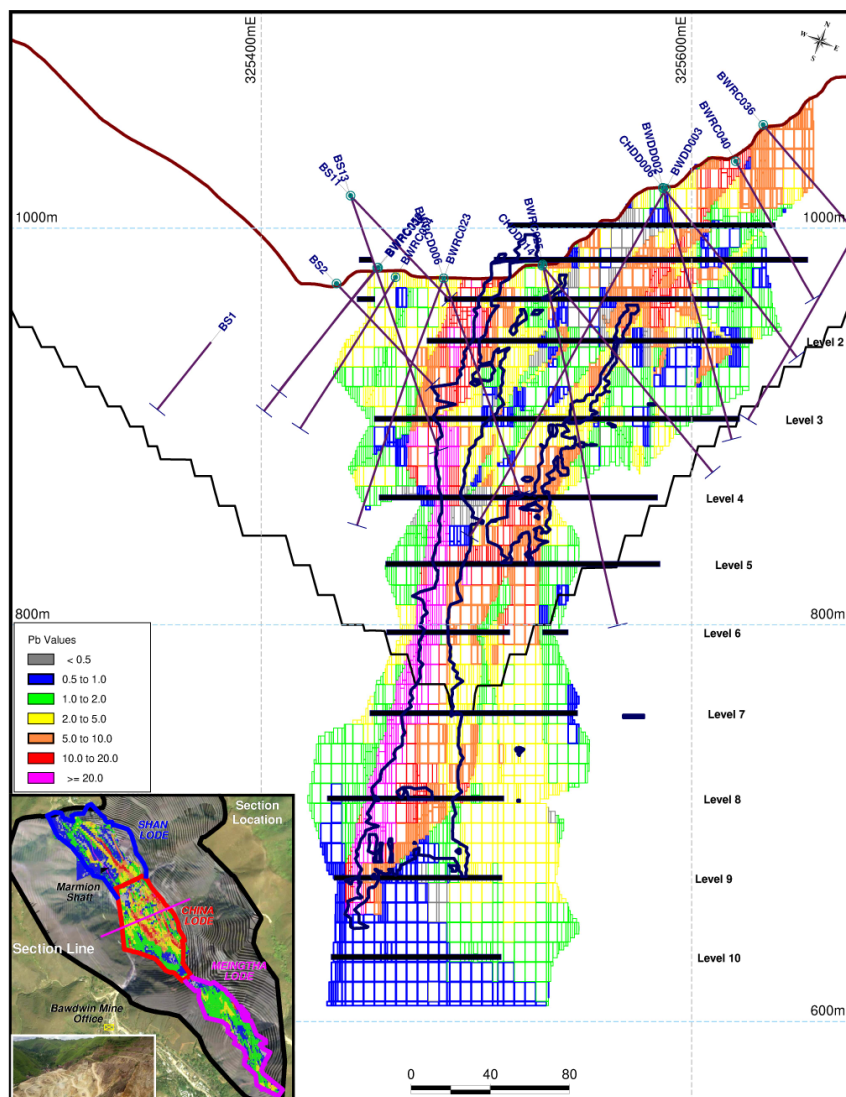 325400mE
325600mE
N
W
E
S
BWRC036
BWRC040
BWDD003
BWDD002
CHDD006
BS13
BS11
BWRC023
BS2
CHDD014
BS1
1000m
1000m
Level 2
Level 3
Level 4
Level 5
800m
800m
Level 6
Level 7
Level 8
Level 9
Level 10
600m
Pb Values
< 0.5
0.5 to 1.0
1.0 to 2.0
2.0 to 5.0
5.0 to 10.0
10.0 to 20.0
>= 20.0
Section
Location
SHAN
LODE
Marmion
Shaft
CHINA
LODE
Section Line
MEINGTHA
LODE
Bawdwin Mine
Office
0
40
80